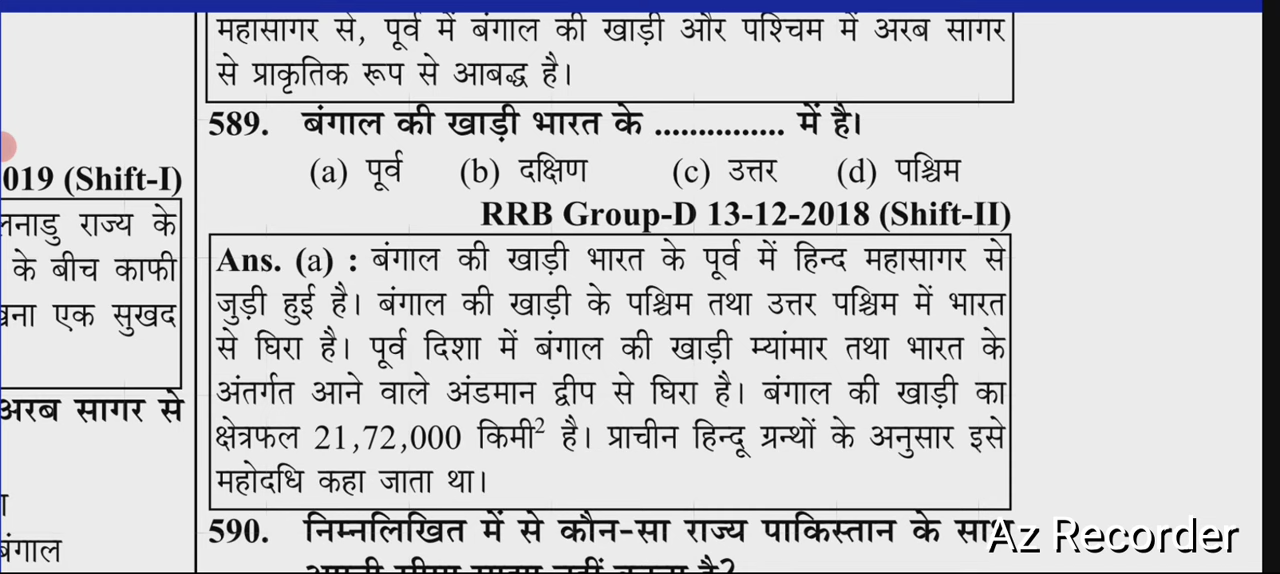 019 (Shift-I)
लनाडु राज्य के
के बीच काफी
एक सुखद
अरब सागर से
बंगाल
महासागर से, पूर्व में बंगाल की खाड़ी और पश्चिम में अरब सागर
से प्राकृतिक रूप से आबद्ध है।
589. बंगाल की खाड़ी भारत के ............... में है।
(a) पूर्व (b) दक्षिण (c) उत्तर (d) पश्चिम
RRB Group-D 13-12-2018 (Shift-II)
Ans. (a) : बंगाल की खाड़ी भारत के पूर्व में हिन्द महासागर से
जुड़ी हुई है। बंगाल की खाड़ी के पश्चिम तथा उत्तर पश्चिम में भारत
से घिरा है। पूर्व दिशा में बंगाल की खाड़ी म्यांमार तथा भारत के
अंतर्गत आने वाले अंडमान द्वीप से घिरा है। बंगाल की खाड़ी का
क्षेत्रफल 21,72,000 किमी² है। प्राचीन हिन्दू ग्रन्थों के अनुसार इसे
महोदधि कहा जाता था।
590. निम्नलिखित में से कौन-सा राज्य पाकिस्तान के साथ
Az Recorder